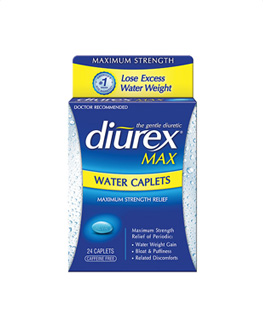 MAXIMUM STRENGTH
#1
Lose Excess
Water Weight
DOCTOR RECOMMENDED
the gentle diuretic
diurex
MAX
WATER CAPLETS
MAXIMUM STRENGTH RELIEF
Maximum Strength
Relief of Periodic:
• Water Weight Gain
• Bloat & Puffiness
• Related Discomforts
24 CAPLETS
CAFFEINE FREE